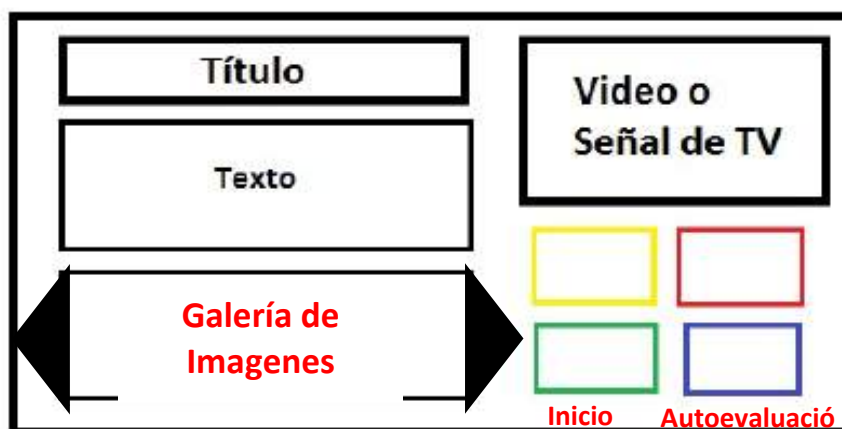 Título
Texto
Galería de
Imagenes
Video o
Señal de TV
Inicio
Autoevaluació